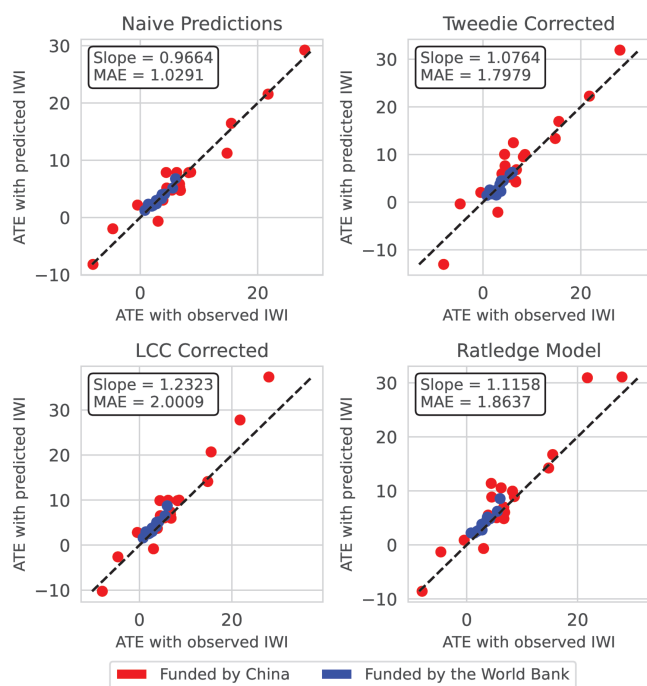 Naive Predictions
Slope = 0.9664
MAE = 1.0291
ATE with predicted IWI
30
20
10
0
−10
0
20
ATE with observed IWI
Tweedie Corrected
Slope = 1.0764
MAE = 1.7979
ATE with predicted IWI
30
20
10
0
−10
0
20
ATE with observed IWI
LCC Corrected
Slope = 1.2323
MAE = 2.0009
ATE with predicted IWI
30
20
10
0
−10
0
20
ATE with observed IWI
Ratledge Model
Slope = 1.1158
MAE = 1.8637
ATE with predicted IWI
30
20
10
0
−10
0
20
ATE with observed IWI
Funded by China
Funded by the World Bank